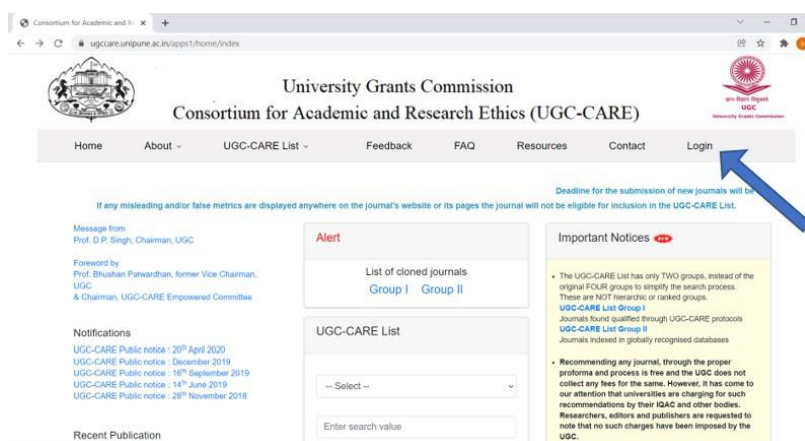 Consortium for Academic and Re
ugccare.unipune.ac.in/apps1/home/index
University Grants Commission
Consortium for Academic and Research Ethics (UGC-CARE)
UGC
University Grants Commission
Home About UGC-CARE List Feedback FAQ Resources Contact Login
Deadline for the submission of new journals will be
If any misleading and/or false metrics are displayed anywhere on the journal's website or its pages the journal will not be eligible for inclusion in the UGC-CARE List.
Message from
Prof. D.P. Singh, Chairman, UGC
Foreword by
Prof. Bhushan Patwardhan, former Vice Chairman,
UGC
& Chairman, UGC-CARE Empowered Committee
Notifications
UGC-CARE Public notice : 20th April 2020
UGC-CARE Public notice : December 2019
UGC-CARE Public notice : 16th September 2019
UGC-CARE Public notice : 14th June 2019
UGC-CARE Public notice : 28th November 2018
Recent Publication
Alert
List of cloned journals
Group I Group II
UGC-CARE List
-- Select --
Enter search value
Important Notices
The UGC-CARE List has only TWO groups, instead of the
original FOUR groups to simplify the search process.
These are NOT hierarchic or ranked groups.
UGC-CARE List Group I
Journals found qualified through UGC-CARE protocols
UGC-CARE List Group II
Journals indexed in globally recognised databases
Recommending any journal, through the proper
proforma and process is free and the UGC does not
collect any fees for the same. However, it has come to
our attention that universities are charging for such
recommendations by their IQAC and other bodies.
Researchers, editors and publishers are requested to
note that no such charges have been imposed by the
UGC.